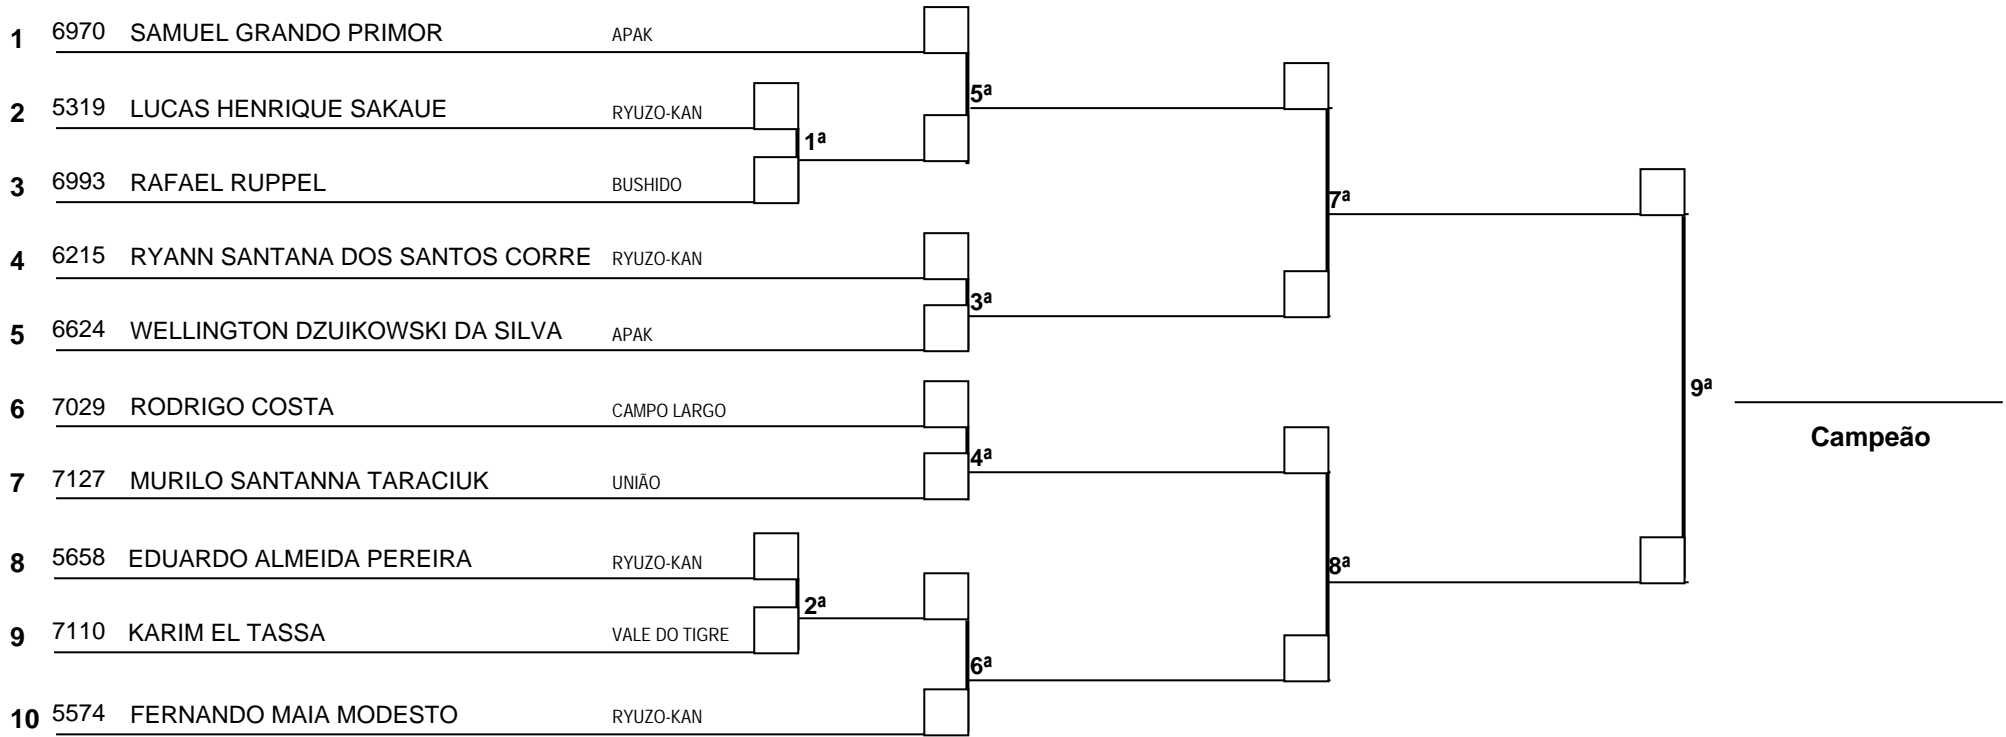 1 6970 SAMUEL GRANDO PRIMOR APAK
5ª
2 5319 LUCAS HENRIQUE SAKAUE RYUZO-KAN
1ª
3 6993 RAFAEL RUPPEL BUSHIDO
7ª
4 6215 RYANN SANTANA DOS SANTOS CORRE RYUZO-KAN
3ª
5 6624 WELLINGTON DZUIKOWSKI DA SILVA APAK
9ª
6 7029 RODRIGO COSTA CAMPO LARGO
Campeão
4ª
7 7127 MURILO SANTANNA TARACIUK UNIÃO
8 5658 EDUARDO ALMEIDA PEREIRA RYUZO-KAN
8ª
2ª
9 7110 KARIM EL TASSA VALE DO TIGRE
6ª
10 5574 FERNANDO MAIA MODESTO RYUZO-KAN